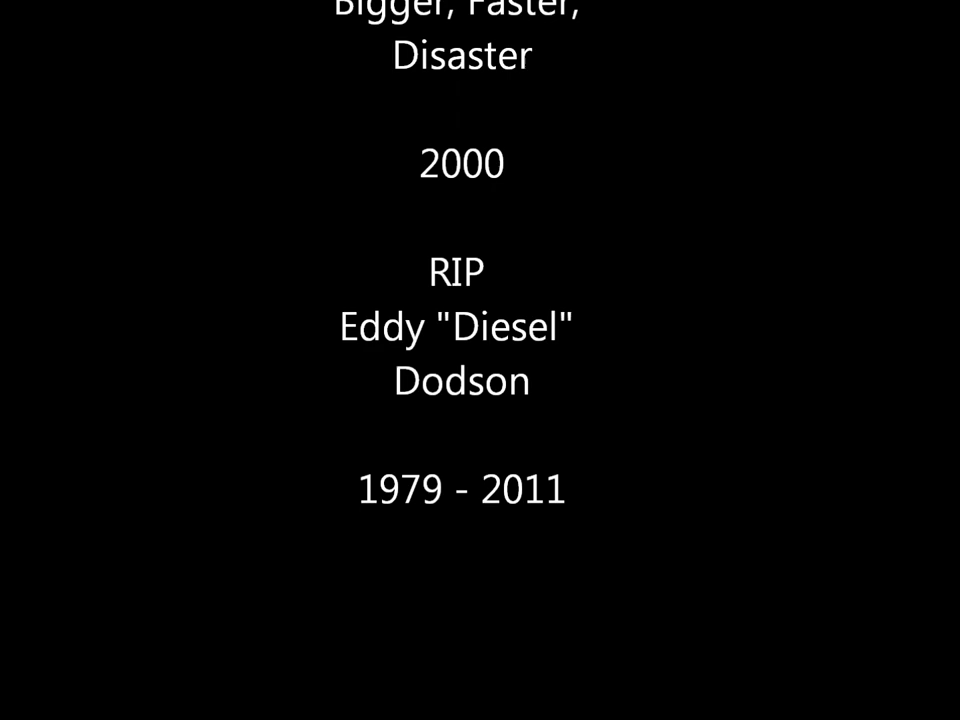 Bigger, Faster,
Disaster
2000
RIP
Eddy "Diesel"
Dodson
1979 - 2011